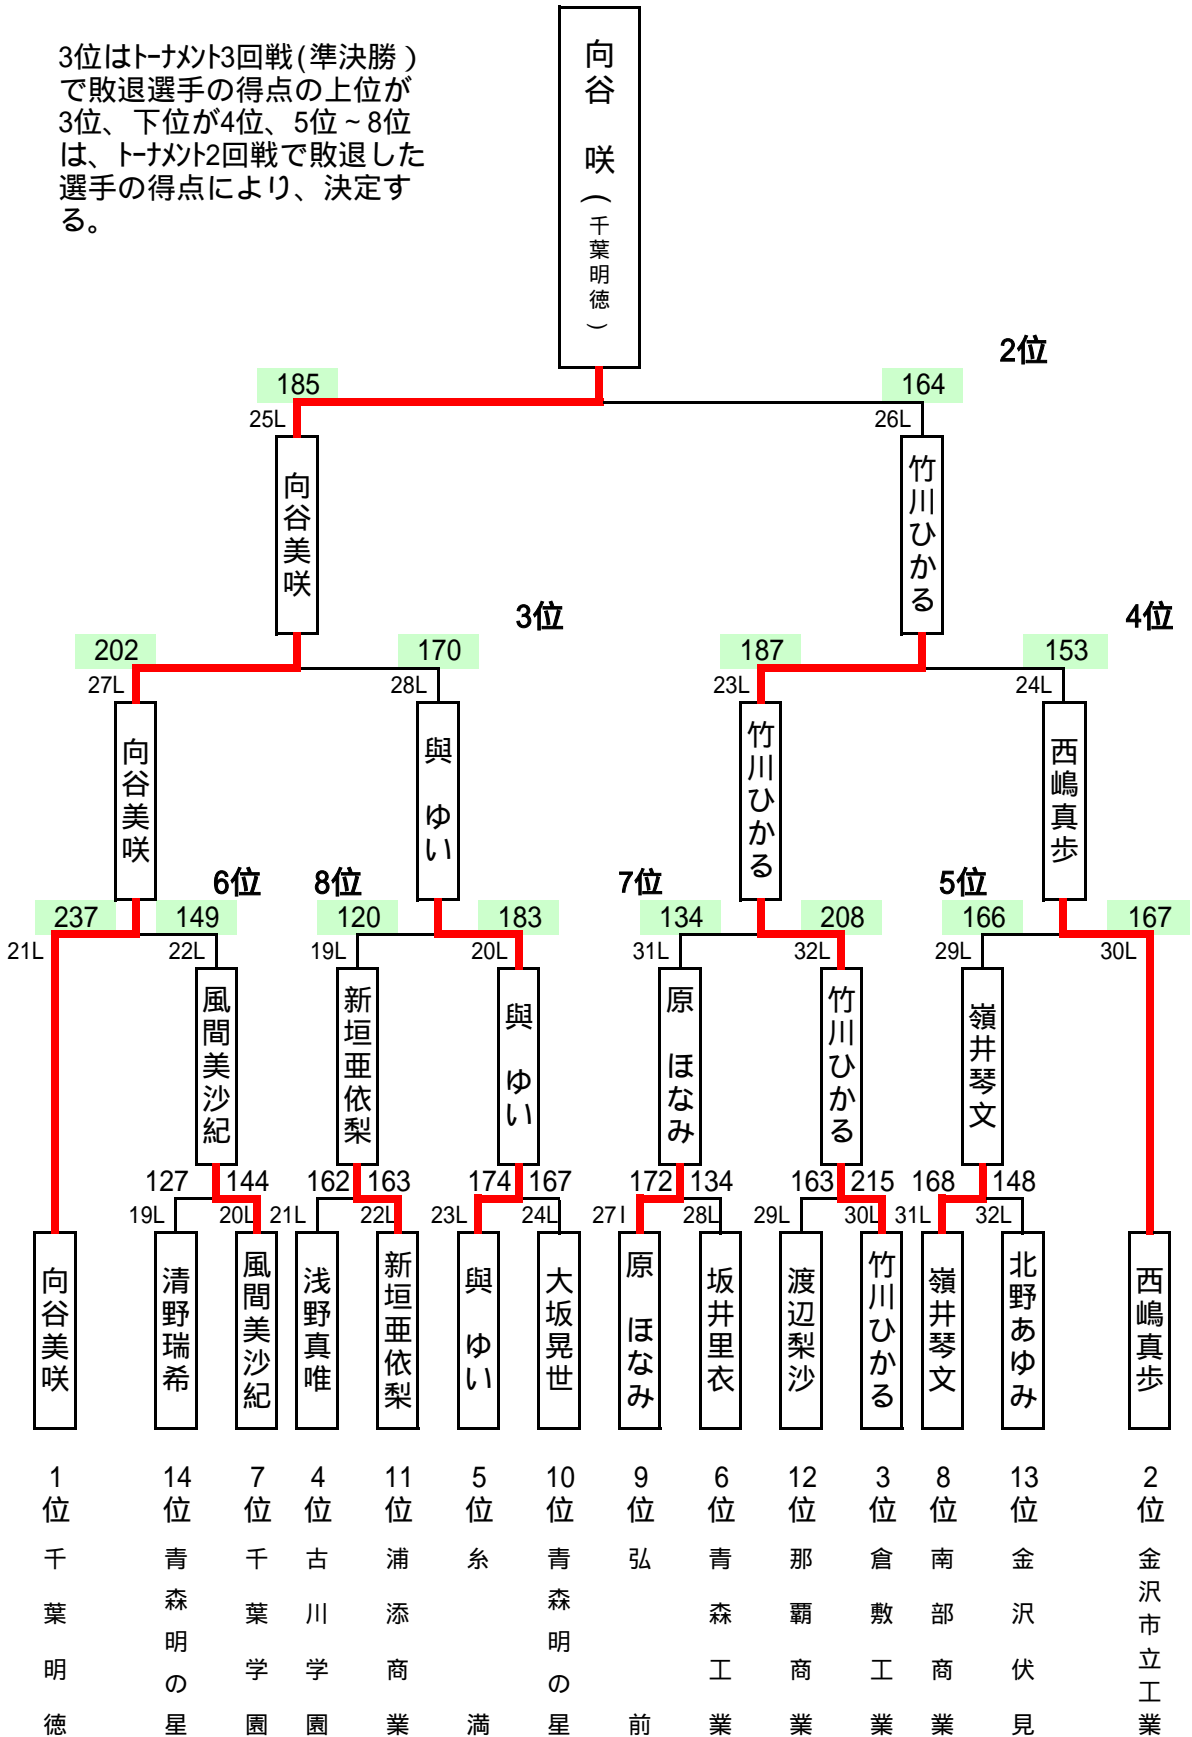 3位はトーナメント3回戦(準決勝)
で敗退選手の得点の上位が
3位、下位が4位、5位~8位
は、トーナメント2回戦で敗退した
選手の得点により、決定す
る。
向谷 咲(千葉明徳)
2位
185
164
25L
26L
向谷美咲
竹川ひかる
3位
4位
202
170
187
153
27L
28L
23L
24L
向谷美咲
與 ゆい
竹川ひかる
西嶋真歩
6位
8位
7位
5位
237
149
120
183
134
208
166
167
21L
22L
19L
20L
31L
32L
29L
30L
風間美沙紀
新垣亜依梨
與 ゆい
原 ほなみ
竹川ひかる
嶺井琴文
127
144
162
163
174
167
172
134
163
215
168
148
19L
20L
21L
22L
23L
24L
27l
28L
29L
30L
31L
32L
向谷美咲
清野瑞希
風間美沙紀
浅野真唯
新垣亜依梨
與 ゆい
大坂晃世
原 ほなみ
坂井里衣
渡辺梨沙
竹川ひかる
嶺井琴文
北野あゆみ
西嶋真歩
1位
14位
7位
4位
11位
5位
10位
9位
6位
12位
3位
8位
13位
2位
千葉明徳
青森明の星
千葉学園
古川学園
浦添商業
糸満
青森明の星
弘前
青森工業
那覇商業
倉敷工業
南部商業
金沢伏見
金沢市立工業